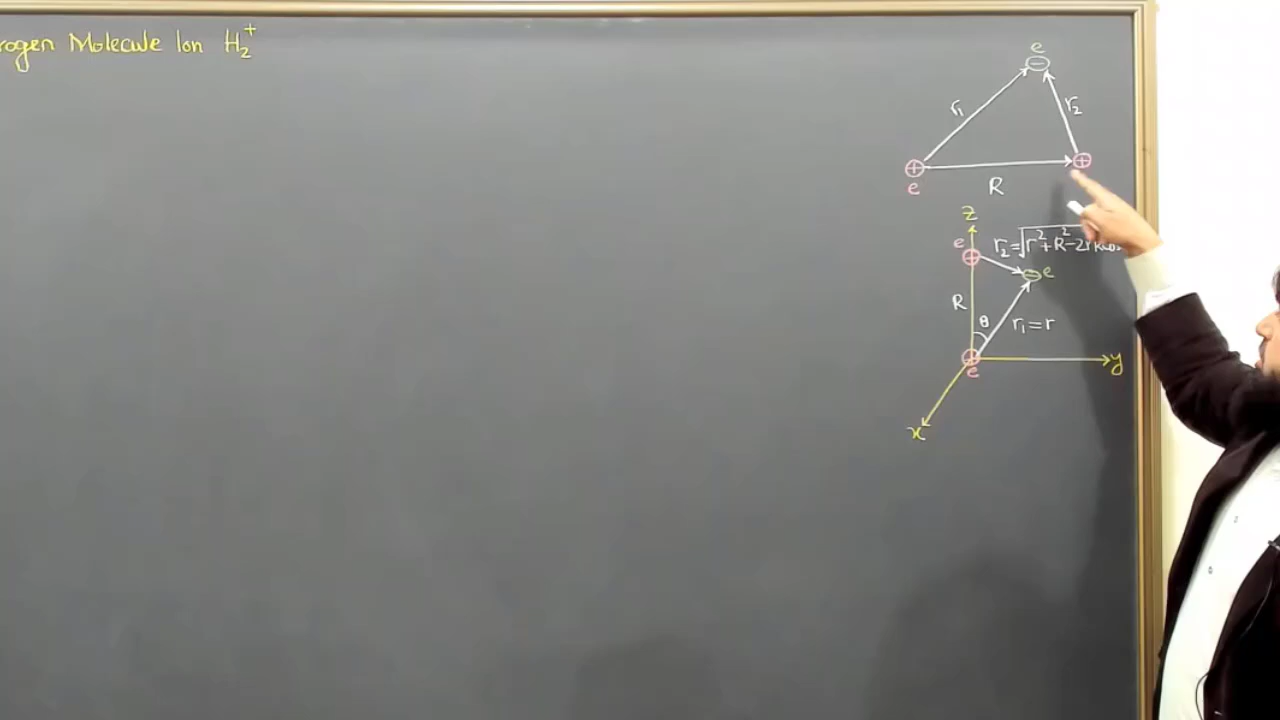 rogen Molecule Ion H₂⁺
e
r₁
r₂
e
R
z
e
r₂=√r²+R²-2rRcos
e
R
θ
r₁=r
e
y
x